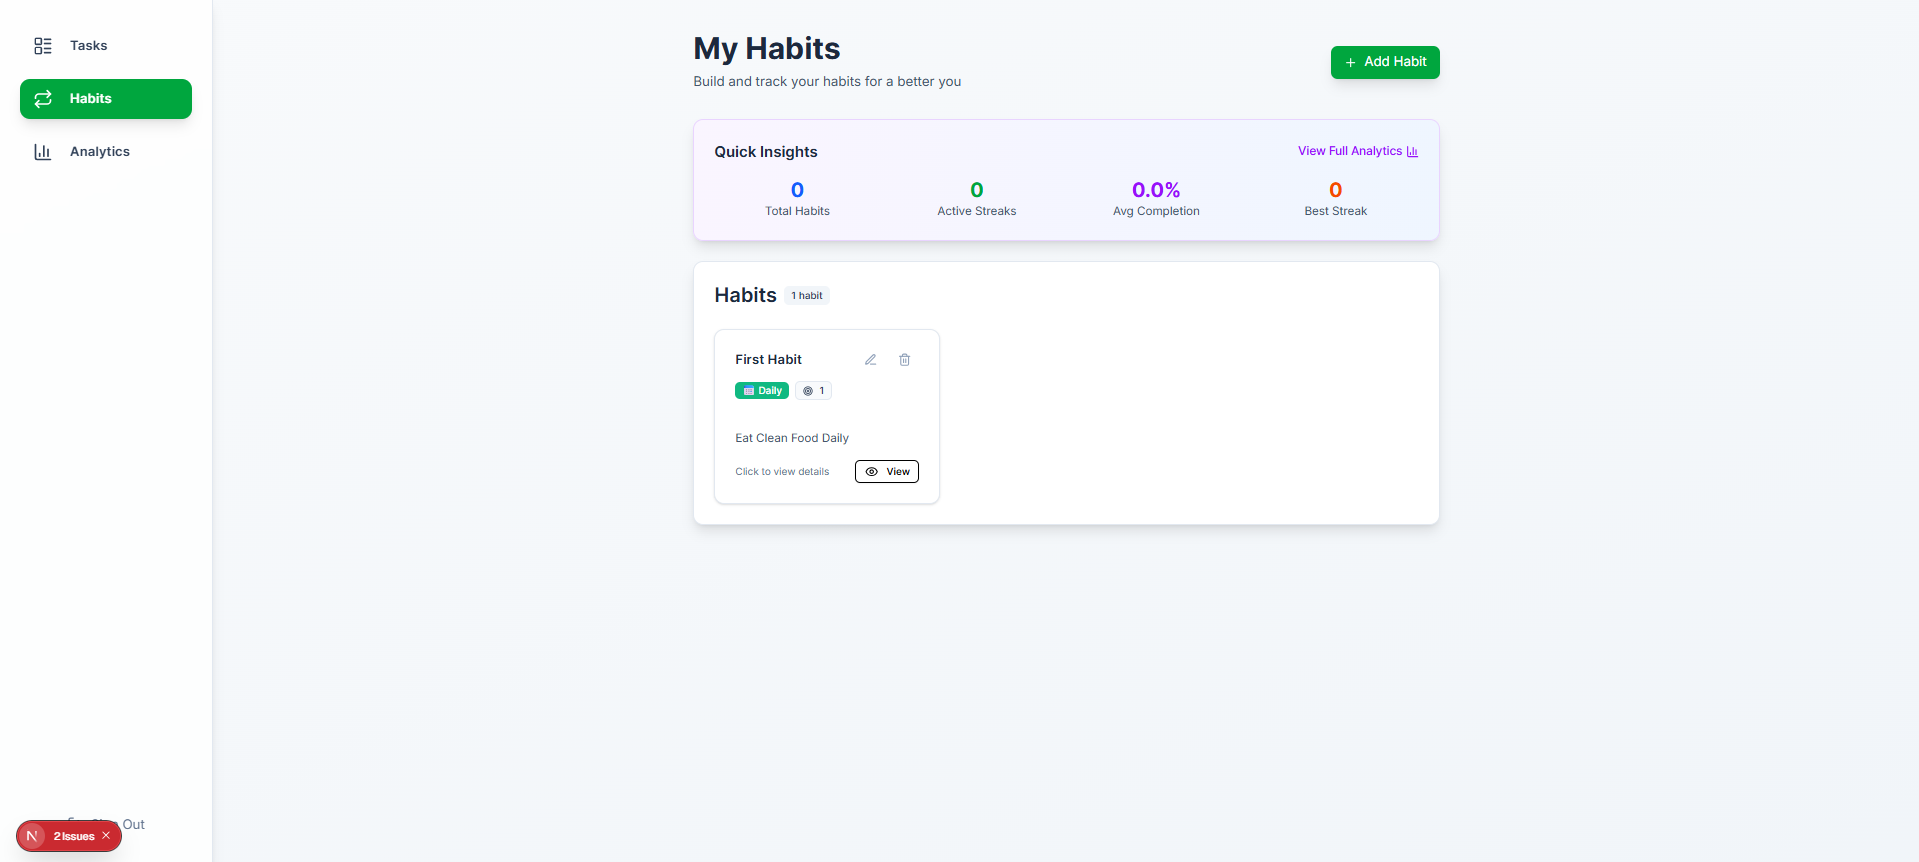 Tasks
Habits
Analytics
Out
N
2 Issues
My Habits
Build and track your habits for a better you
+ Add Habit
Quick Insights
View Full Analytics
0
0
0.0%
0
Total Habits
Active Streaks
Avg Completion
Best Streak
Habits
1 habit
First Habit
Daily
1
Eat Clean Food Daily
Click to view details
View